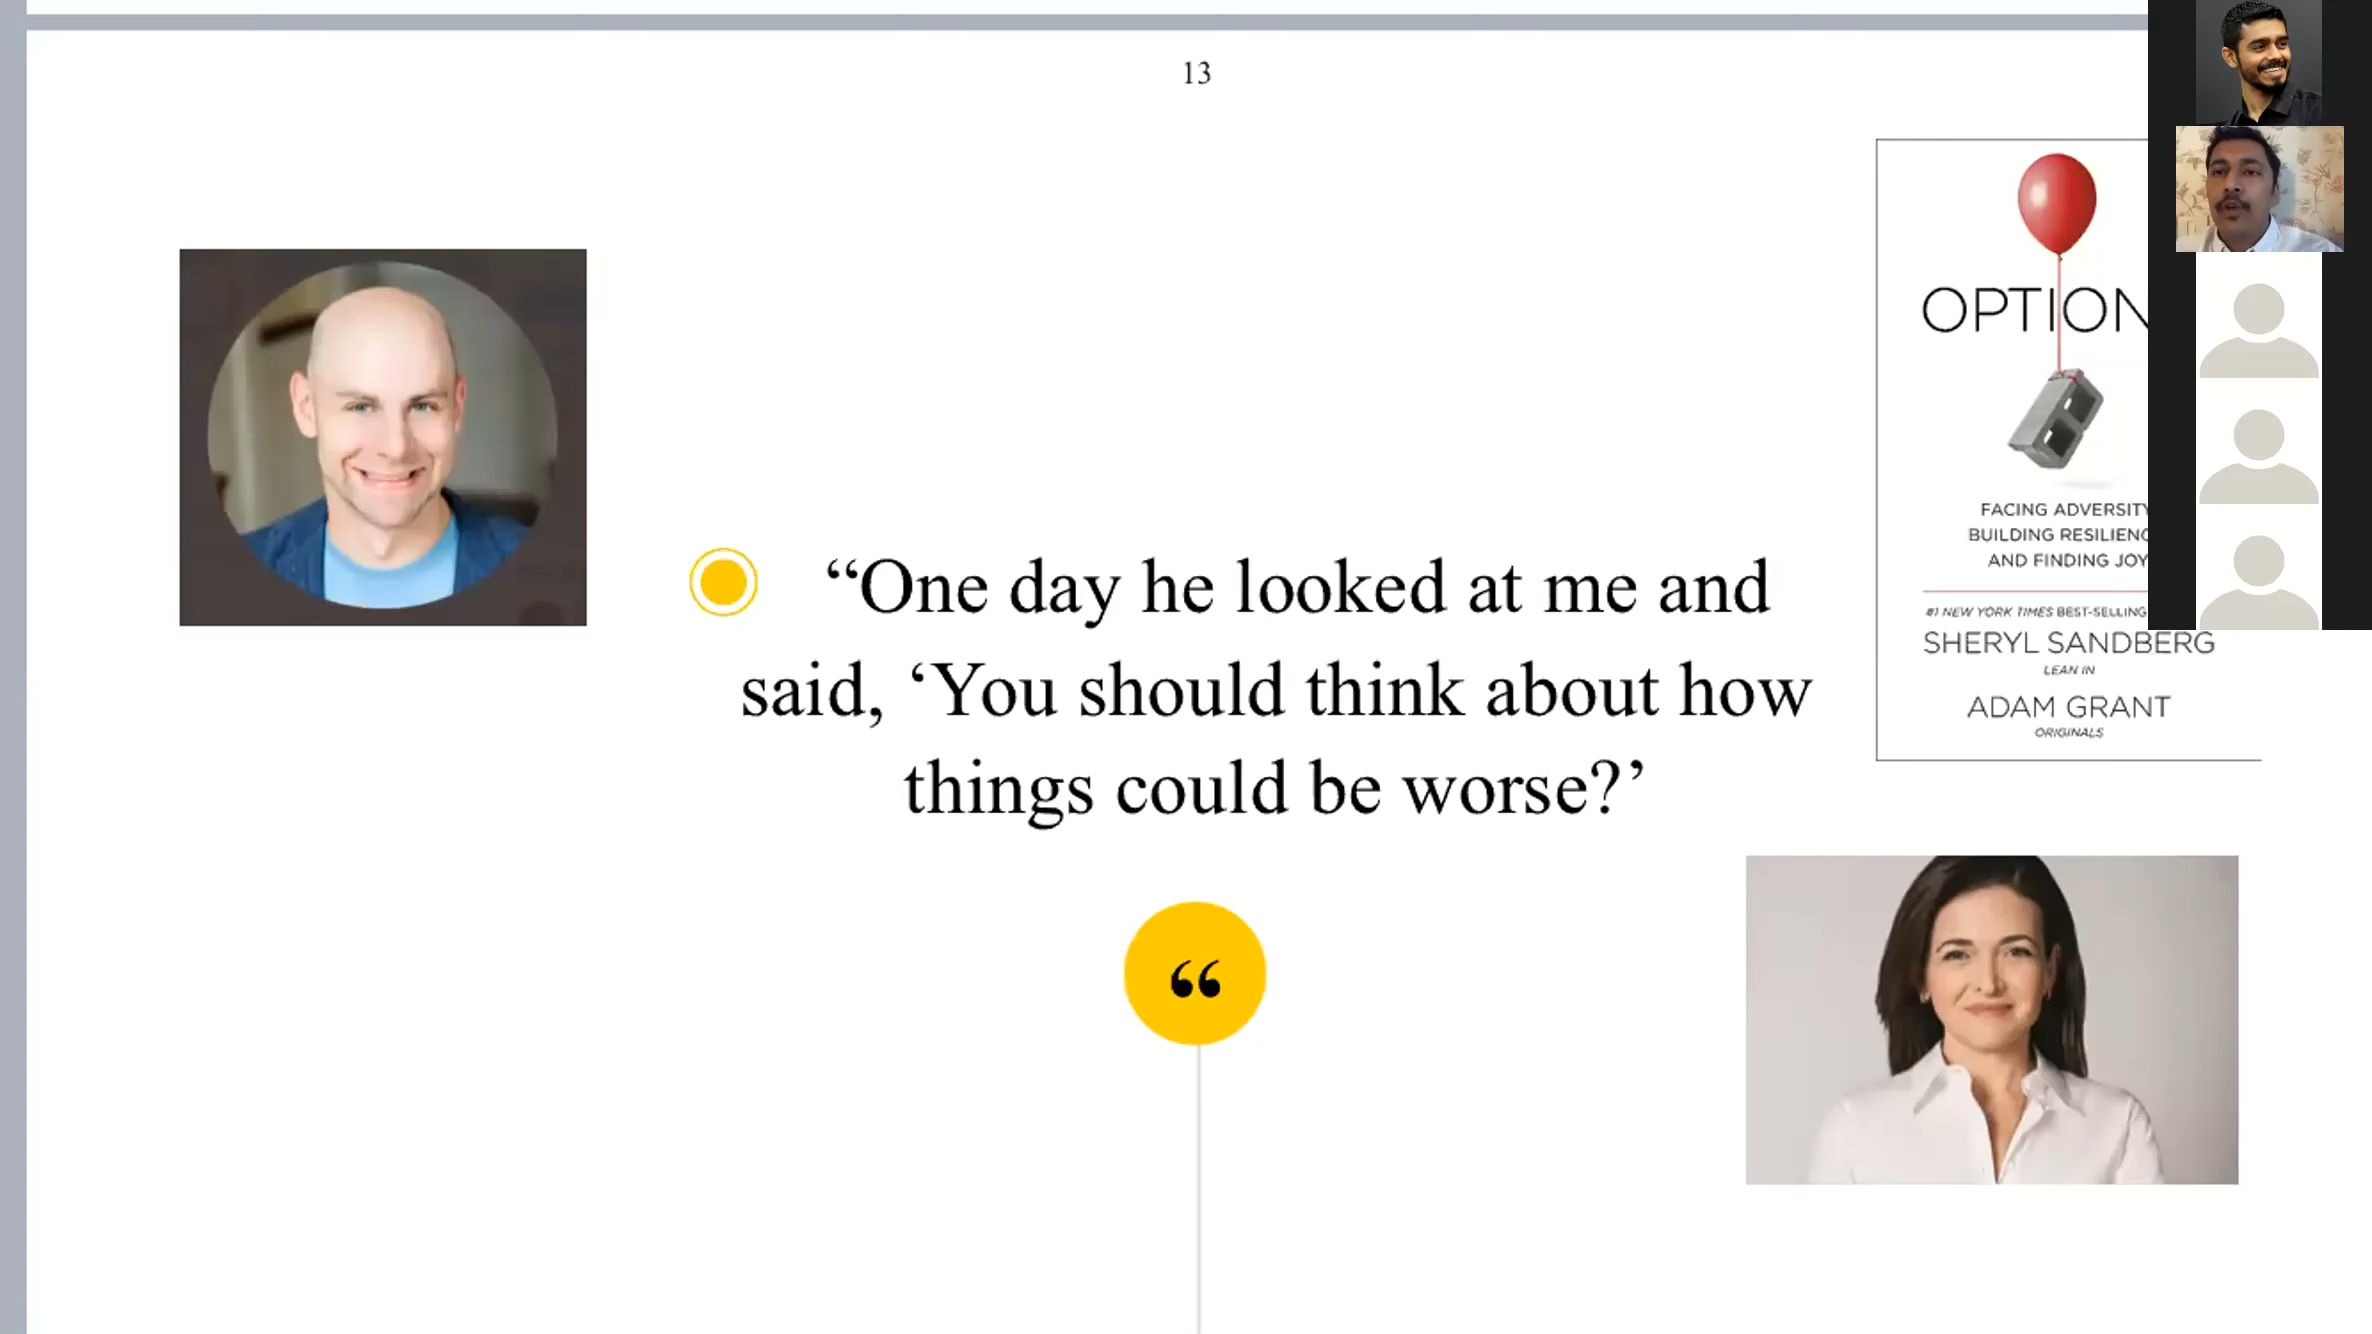 13
OPTION
FACING ADVERSITY
BUILDING RESILIENC
AND FINDING JOY
#1 NEW YORK TIMES BEST-SELLING
SHERYL SANDBERG
LEAN IN
ADAM GRANT
ORIGINALS
“One day he looked at me and
said, ‘You should think about how
things could be worse?’
“